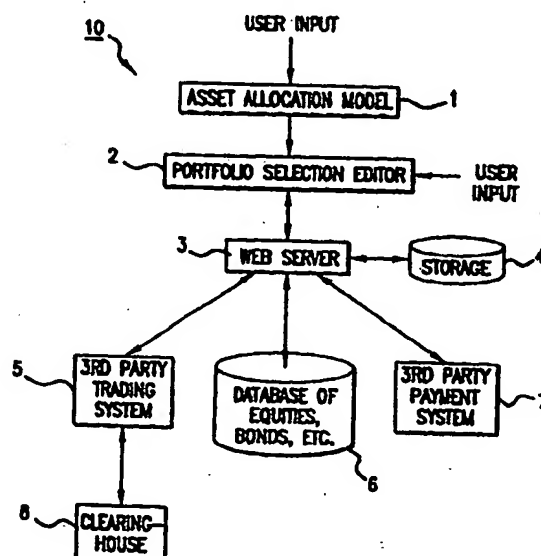 10
USER INPUT
ASSET ALLOCATION MODEL
1
2
PORTFOLIO SELECTION EDITOR
USER
INPUT
3
WEB SERVER
STORAGE
4
5
3RD PARTY
TRADING
SYSTEM
DATABASE OF
EQUITIES,
BONDS, ETC.
6
3RD PARTY
PAYMENT
SYSTEM
7
8
CLEARING
HOUSE